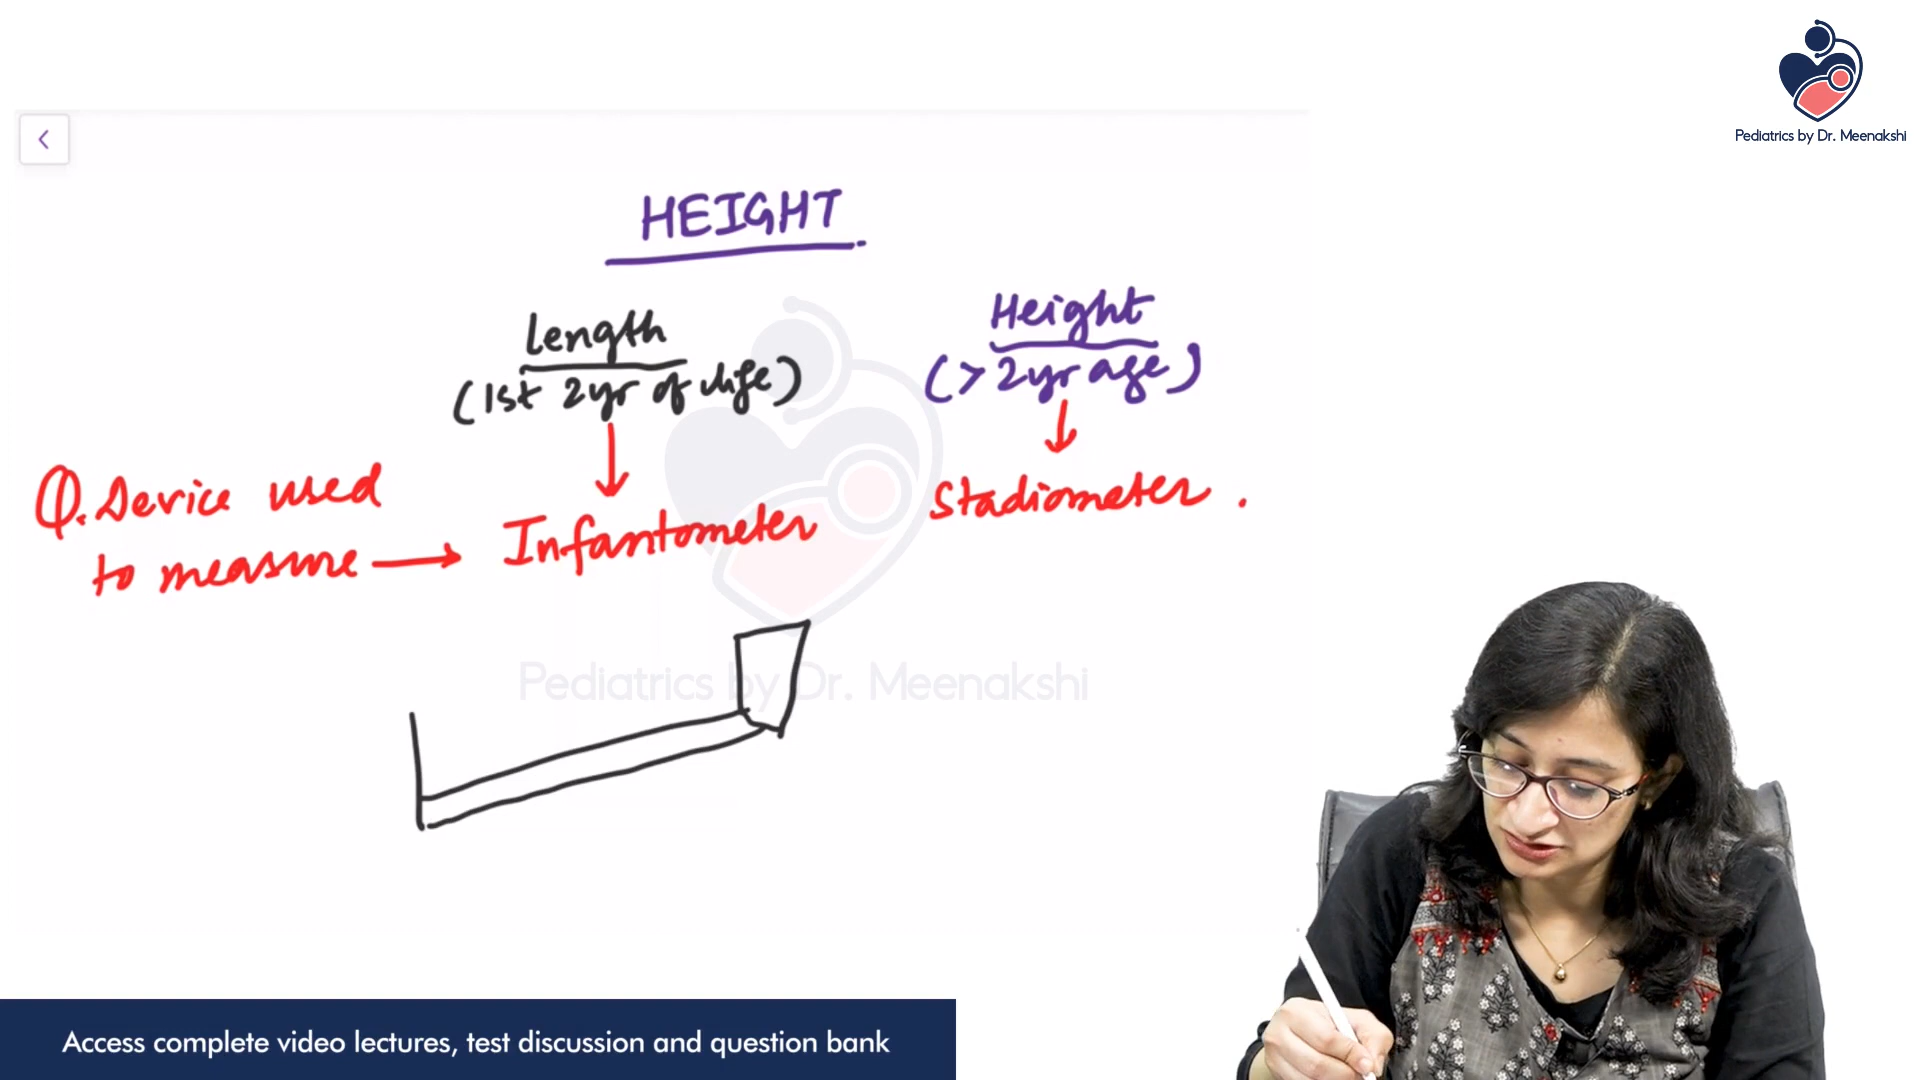 Pediatrics by Dr. Meenakshi
HEIGHT
Length
(1st 2yr of life)
Height
(> 2yr age)
Q. Device used
to measure → Infantometer
Stadiometer.
Pediatrics by Dr. Meenakshi
Access complete video lectures, test discussion and question bank